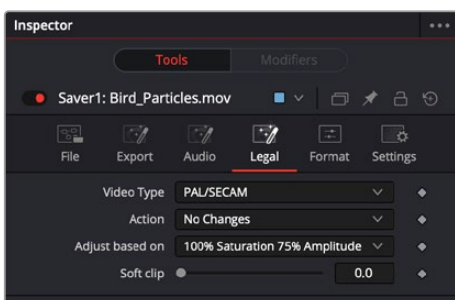 Inspector
Tools Modifiers
Saver1: Bird_Particles.mov
File Export Audio Legal Format Settings
Video Type PAL/SECAM
Action No Changes
Adjust based on 100% Saturation 75% Amplitude
Soft clip 0.0